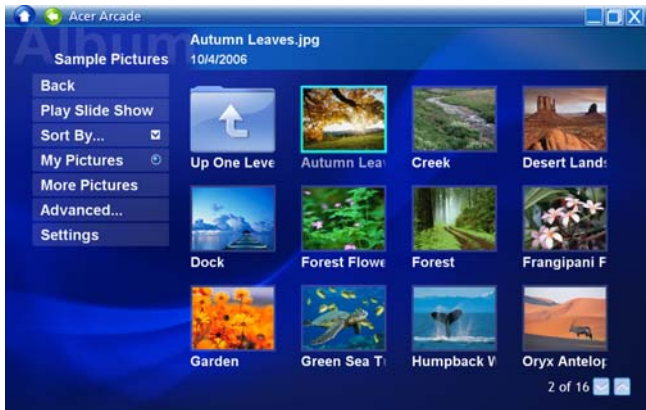 Acer Arcade
Album
Autumn Leaves.jpg
Sample Pictures
10/4/2006
Back
Play Slide Show
Sort By...
My Pictures
More Pictures
Advanced...
Settings
Up One Leve
Autumn Leav
Creek
Desert Lands
Dock
Forest Flowe
Forest
Frangipani F
Garden
Green Sea T
Humpback W
Oryx Antelop
2 of 16